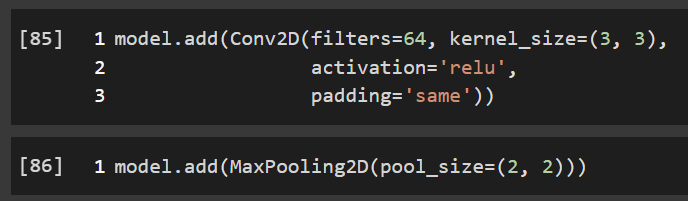 [85] 1 model.add(Conv2D(filters=64, kernel_size=(3, 3),
2                  activation='relu',
3                  padding='same'))
[86] 1 model.add(MaxPooling2D(pool_size=(2, 2)))